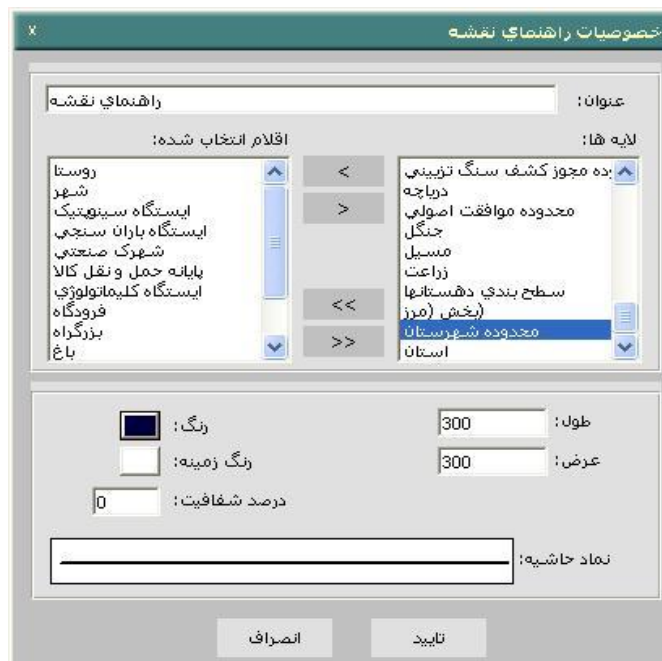 خصوصيات راهنماي نقشه
x
عنوان:
راهنماي نقشه
لايه ها:
اقلام انتخاب شده:
ده مجوز کشف سنگ تزييني
درياچه
محدوده موافقت اصولي
جنگل
مسيل
زراعت
سطح بندي دهستانها
(بخش (مرز
محدوده شهرستان
استان
<
>
<<
>>
روستا
شهر
ايستگاه سينوپتيک
ايستگاه باران سنجي
شهرک صنعتي
پايانه حمل و نقل کالا
ايستگاه کليماتولوژي
فرودگاه
بزرگراه
باغ
طول:
300
رنگ:
عرض:
300
رنگ زمينه:
درصد شفافيت:
0
نماد حاشيه:
تاييد
انصراف